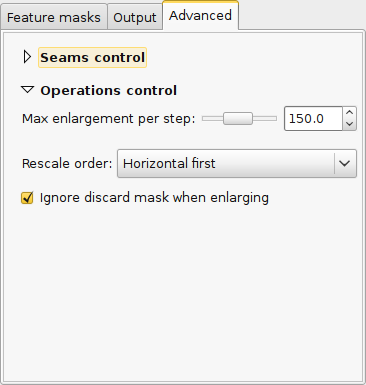 Feature masks Output Advanced
Seams control
Operations control
Max enlargement per step: 150.0
Rescale order: Horizontal first
Ignore discard mask when enlarging